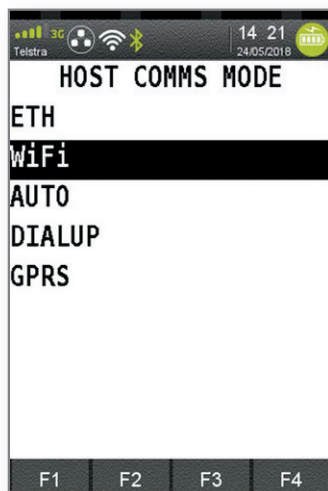 3G
14 21
Telstra
24/05/2018
HOST COMMS MODE
ETH
WiFi
AUTO
DIALUP
GPRS
F1 F2 F3 F4